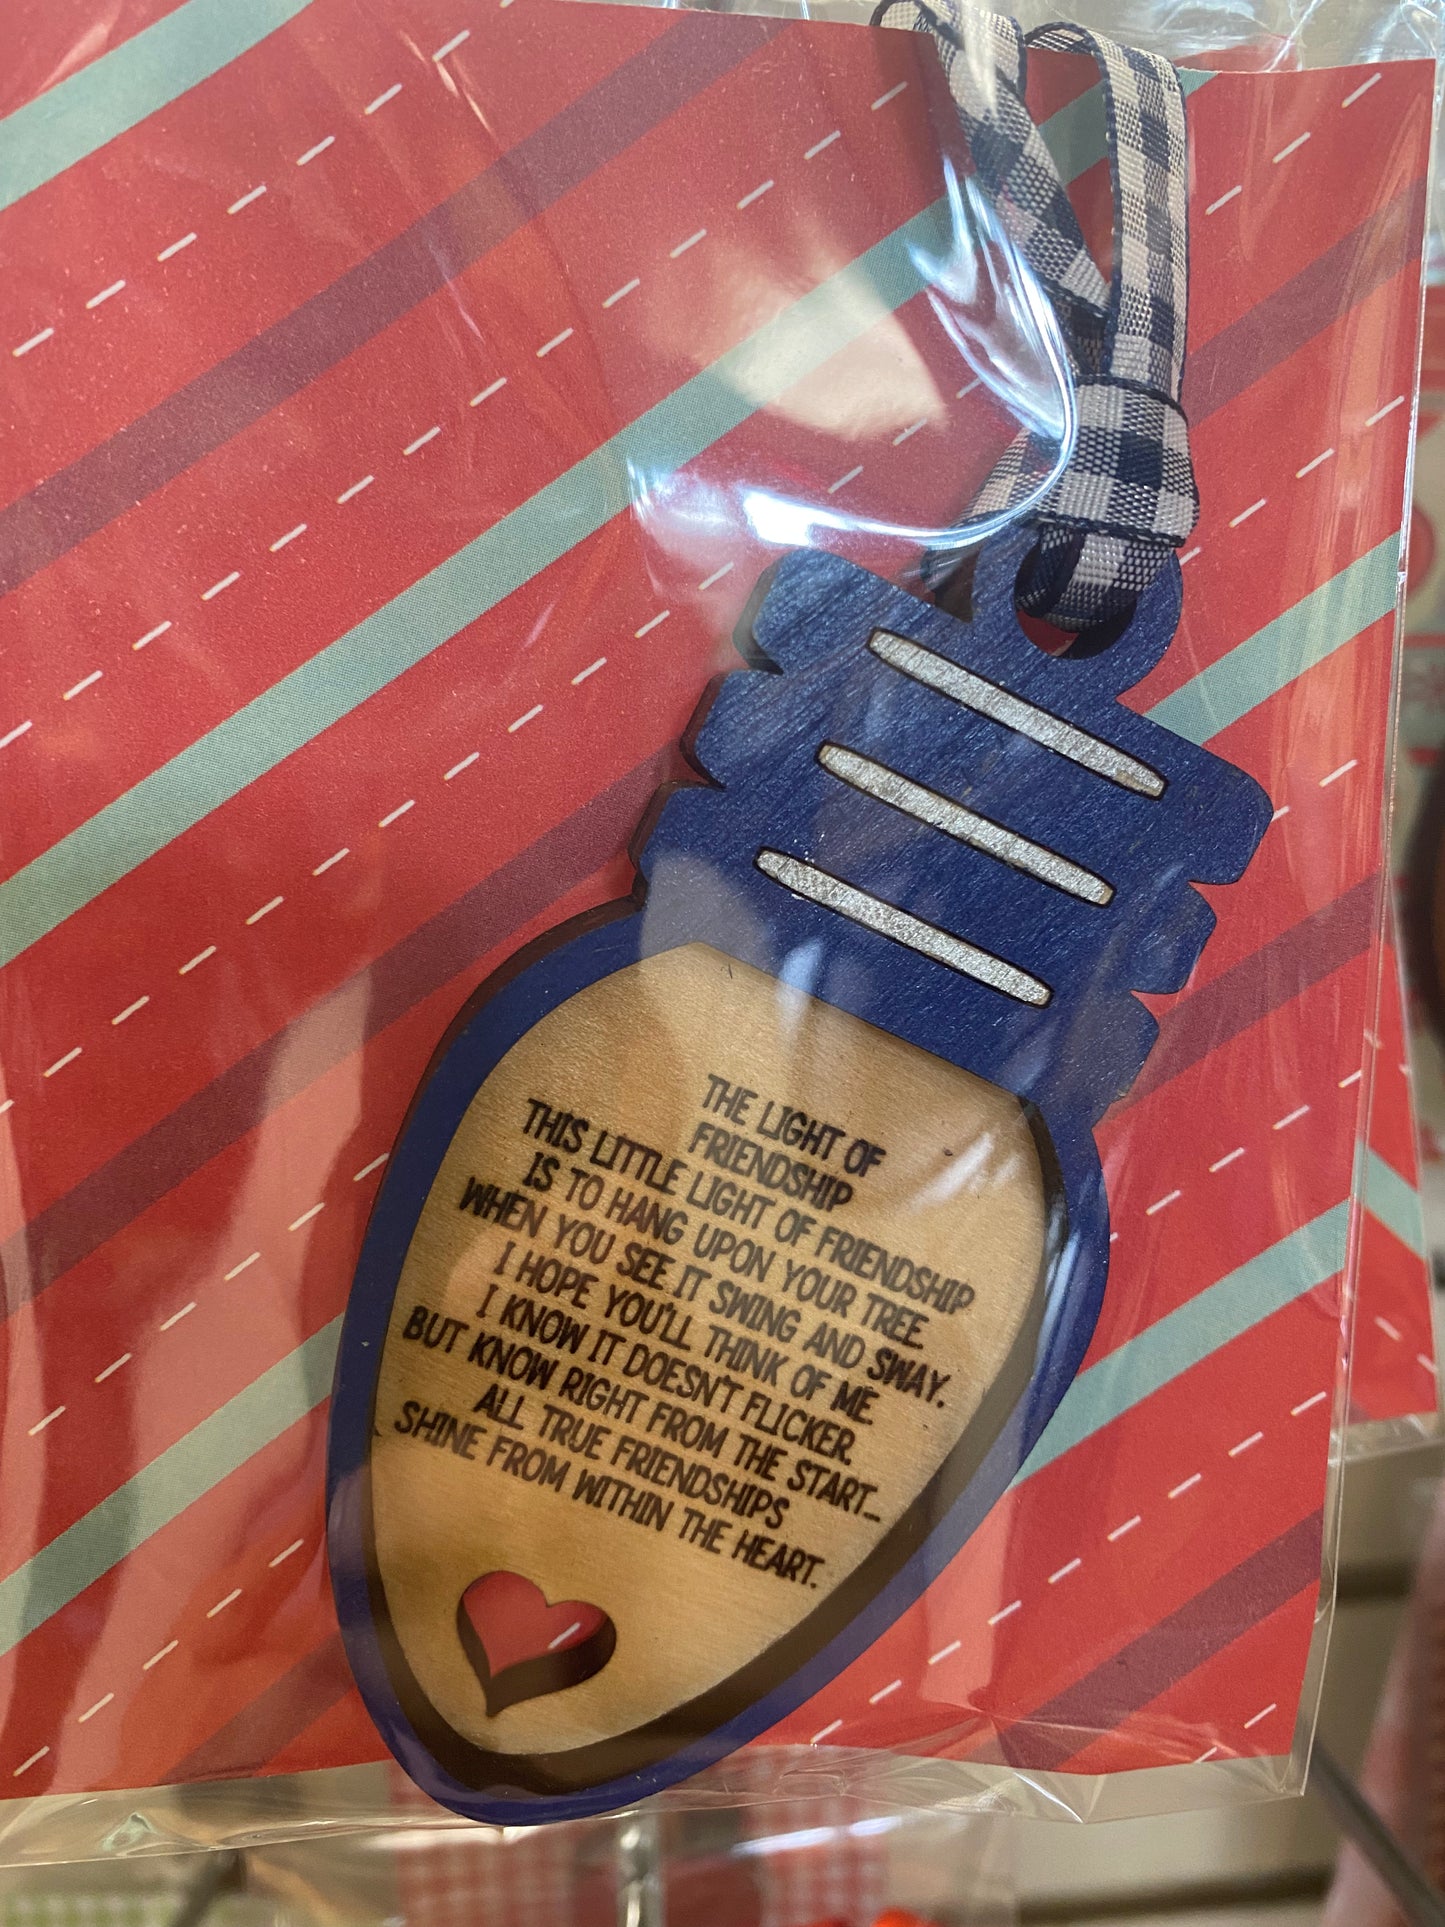 THE LIGHT OF
FRIENDSHIP
THIS LITTLE LIGHT OF FRIENDSHIP
IS TO HANG UPON YOUR TREE
WHEN YOU SEE IT SWING AND SWAY.
I HOPE YOU'LL THINK OF ME
I KNOW IT DOESN'T FLICKER.
BUT KNOW RIGHT FROM THE START...
ALL TRUE FRIENDSHIPS
SHINE FROM WITHIN THE HEART.